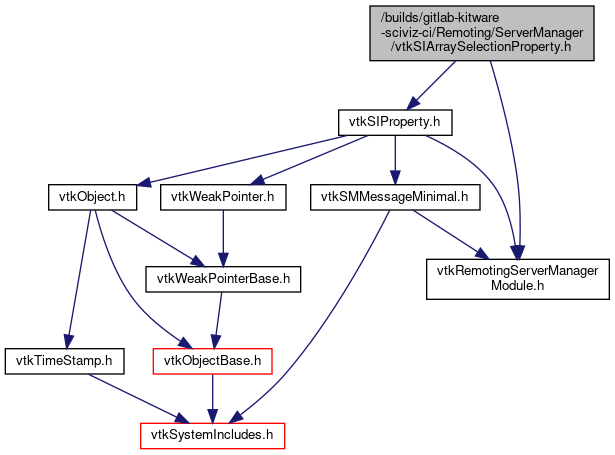 /builds/gitlab-kitware
-sciviz-ci/Remoting/ServerManager
/vtkSIArraySelectionProperty.h
vtkSIProperty.h
vtkObject.h
vtkWeakPointer.h
vtkSMMessageMinimal.h
vtkWeakPointerBase.h
vtkRemotingServerManager
Module.h
vtkTimeStamp.h
vtkObjectBase.h
vtkSystemIncludes.h